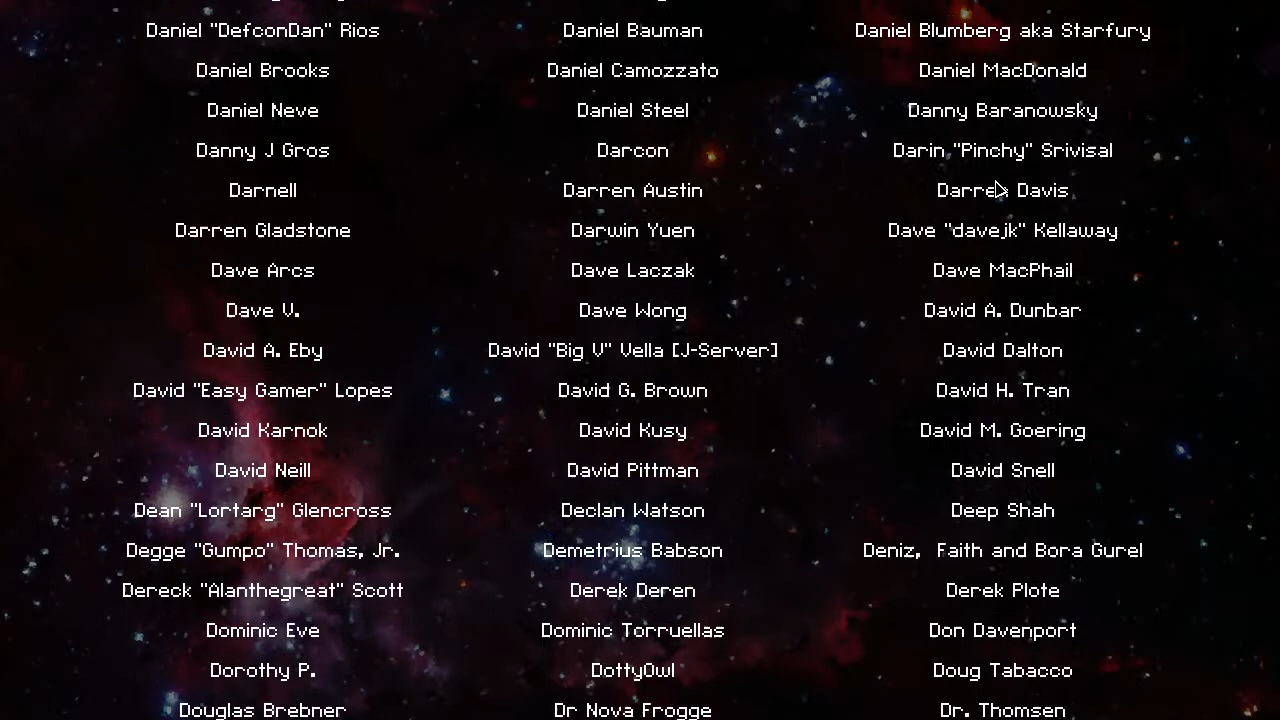 Daniel "DefconDan" Rios Daniel Bauman Daniel Blumberg aka Starfury
Daniel Brooks Daniel Camozzato Daniel MacDonald
Daniel Neve Daniel Steel Danny Baranowsky
Danny J Gros Darcon Darin "Pinchy" Srivisal
Darnell Darren Austin Darren Davis
Darren Gladstone Darwin Yuen Dave "davejk" Kellaway
Dave Arcs Dave Laczak Dave MacPhail
Dave V. Dave Wong David A. Dunbar
David A. Eby David "Big V" Vella [J-Server] David Dalton
David "Easy Gamer" Lopes David G. Brown David H. Tran
David Karnok David Kusy David M. Goering
David Neill David Pittman David Snell
Dean "Lortarg" Glencross Declan Watson Deep Shah
Degge "Gumpo" Thomas, Jr. Demetrius Babson Deniz,  Faith and Bora Gurel
Dereck "Alanthegreat" Scott Derek Deren Derek Plote
Dominic Eve Dominic Torruellas Don Davenport
Dorothy P. DottyOwl Doug Tabacco
Douglas Brebner Dr Nova Frogge Dr. Thomsen